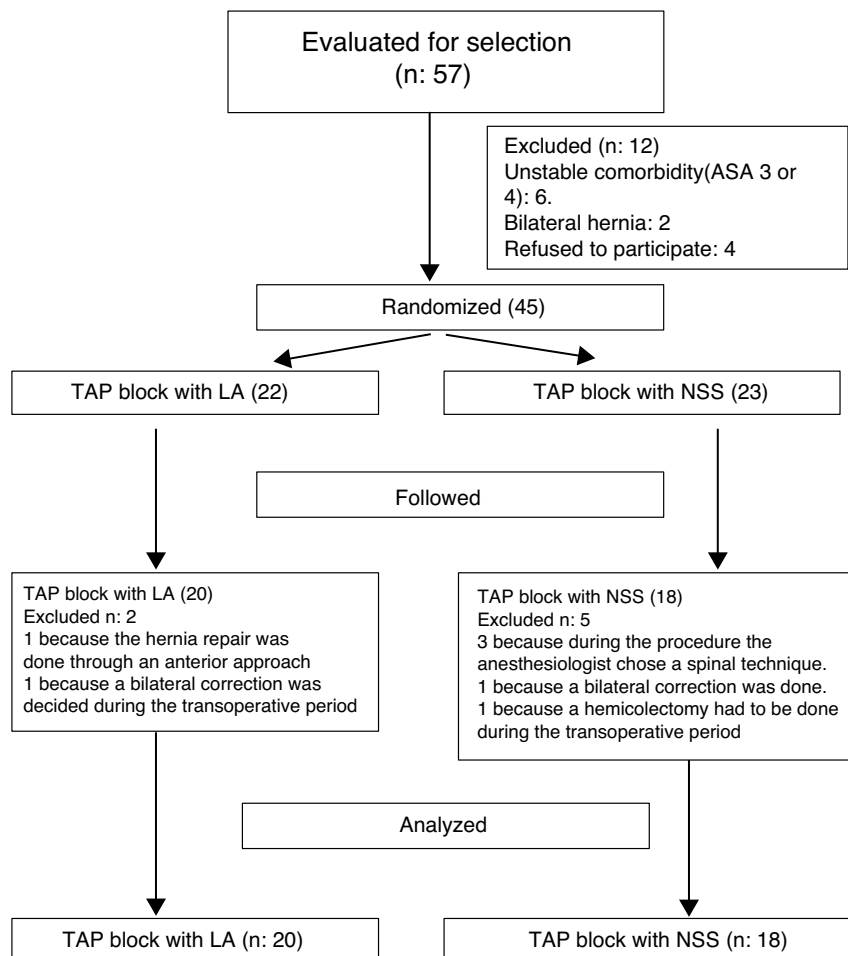 Evaluated for selection
(n: 57)
Excluded (n: 12)
Unstable comorbidity(ASA 3 or
4): 6.
Bilateral hernia: 2
Refused to participate: 4
Randomized (45)
TAP block with LA (22)
TAP block with NSS (23)
Followed
TAP block with LA (20)
Excluded n: 2
1 because the hernia repair was
done through an anterior approach
1 because a bilateral correction was
decided during the transoperative period
TAP block with NSS (18)
Excluded n: 5
3 because during the procedure the
anesthesiologist chose a spinal technique.
1 because a bilateral correction was done.
1 because a hemicolectomy had to be done
during the transoperative period
Analyzed
TAP block with LA (n: 20)
TAP block with NSS (n: 18)